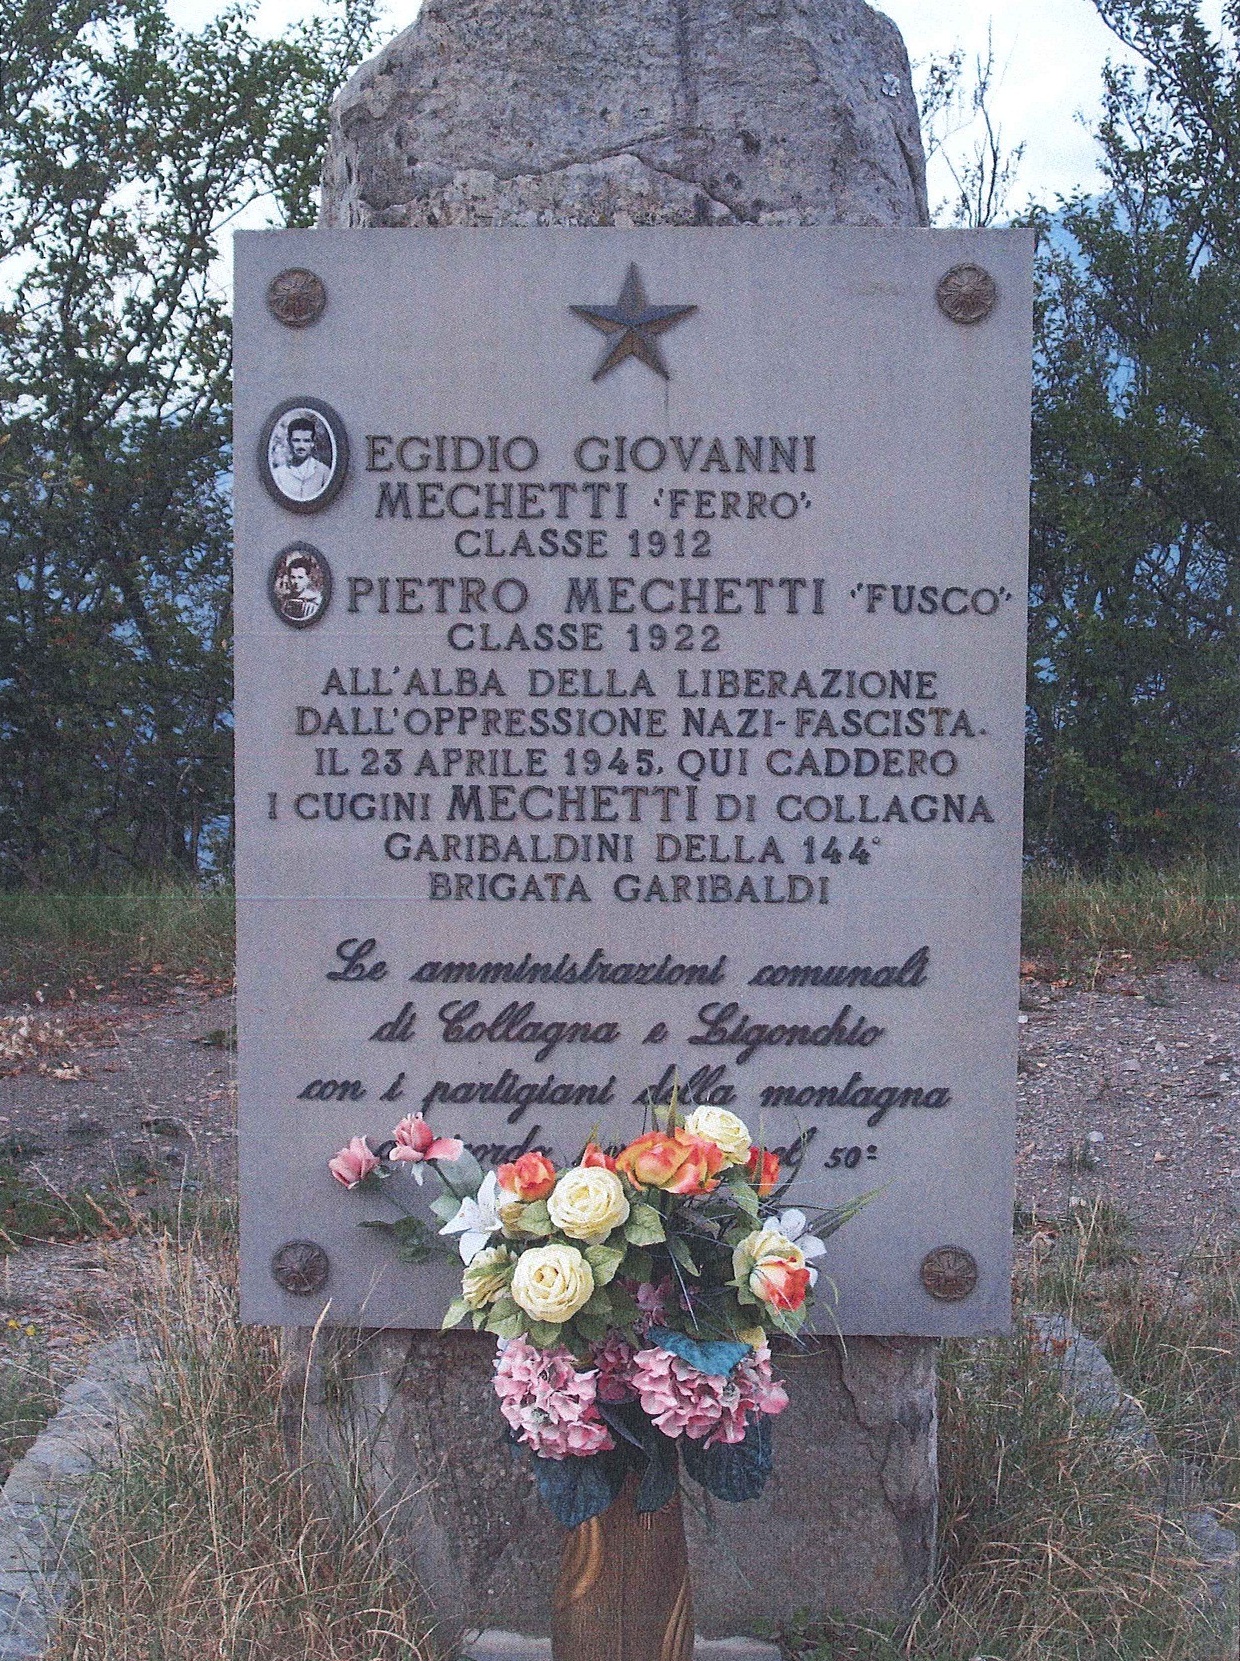 EGIDIO GIOVANNI
MECHETTI "FERRO"
CLASSE 1912
PIETRO MECHETTI "FUSCO"
CLASSE 1922
ALL'ALBA DELLA LIBERAZIONE
DALL'OPPRESSIONE NAZI-FASCISTA.
IL 23 APRILE 1945, QUI CADDERO
I CUGINI MECHETTI DI COLLAGNA
GARIBALDINI DELLA 144°
BRIGATA GARIBALDI
Le amministrazioni comunali
di Collagna e Ligonchio
con i partigiani della montagna
50º